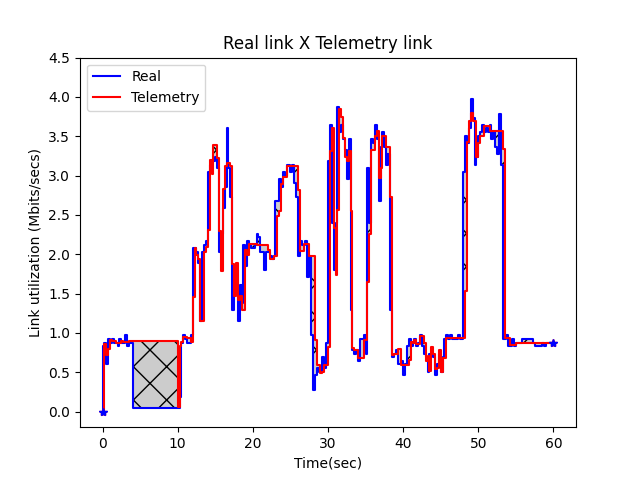 Real link X Telemetry link
Real
Telemetry
Link utilization (Mbits/secs)
4.5
4.0
3.5
3.0
2.5
2.0
1.5
1.0
0.5
0.0
0 10 20 30 40 50 60
Time(sec)